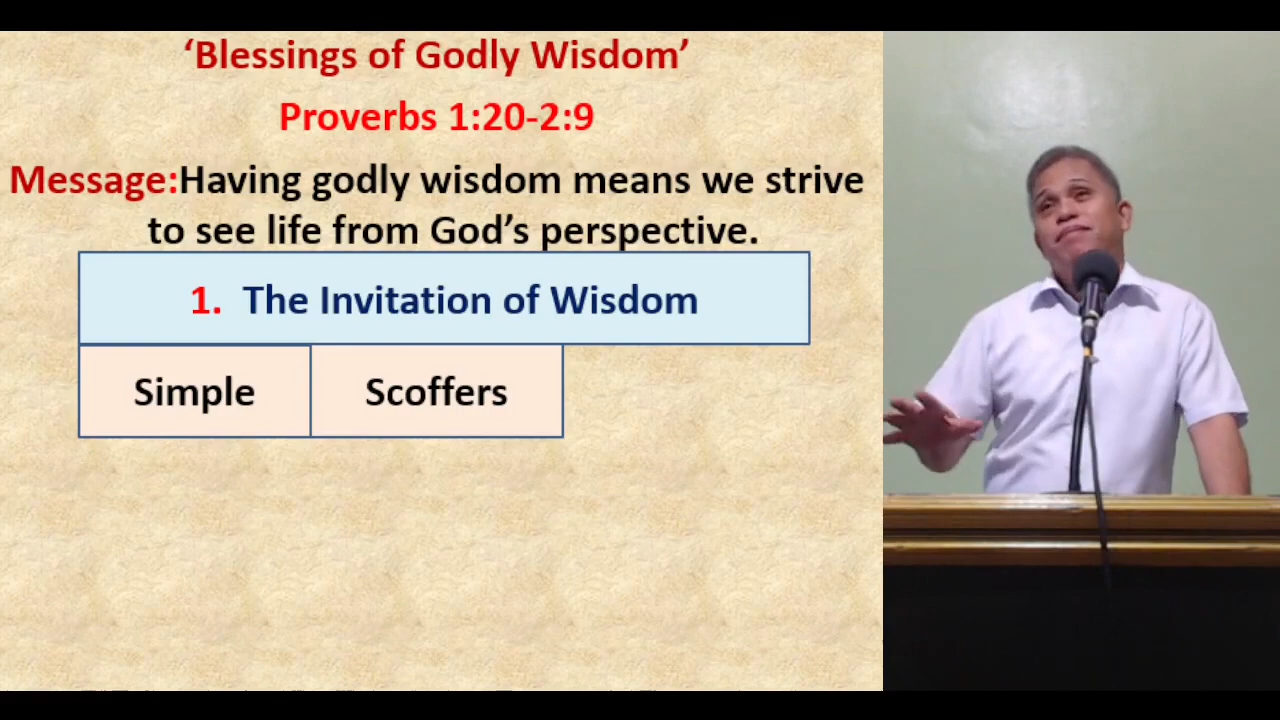 ‘Blessings of Godly Wisdom’
Proverbs 1:20-2:9
Message:Having godly wisdom means we strive
to see life from God’s perspective.
1. The Invitation of Wisdom
Simple Scoffers